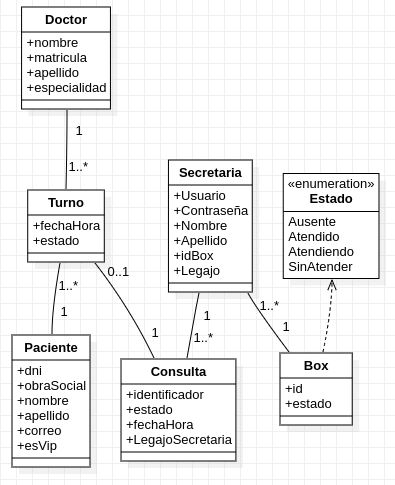 Doctor
+nombre
+matricula
+apellido
+especialidad
1
1..*
Turno
+fechaHora
+estado
1..*
1
0..1
1
Paciente
+dni
+obraSocial
+nombre
+apellido
+correo
+esVip
Secretaria
+Usuario
+Contraseña
+Nombre
+Apellido
+idBox
+Legajo
1
1..*
1..*
1
Consulta
+identificador
+estado
+fechaHora
+LegajoSecretaria
«enumeration»
Estado
Ausente
Atendido
Atendiendo
SinAtender
Box
+id
+estado